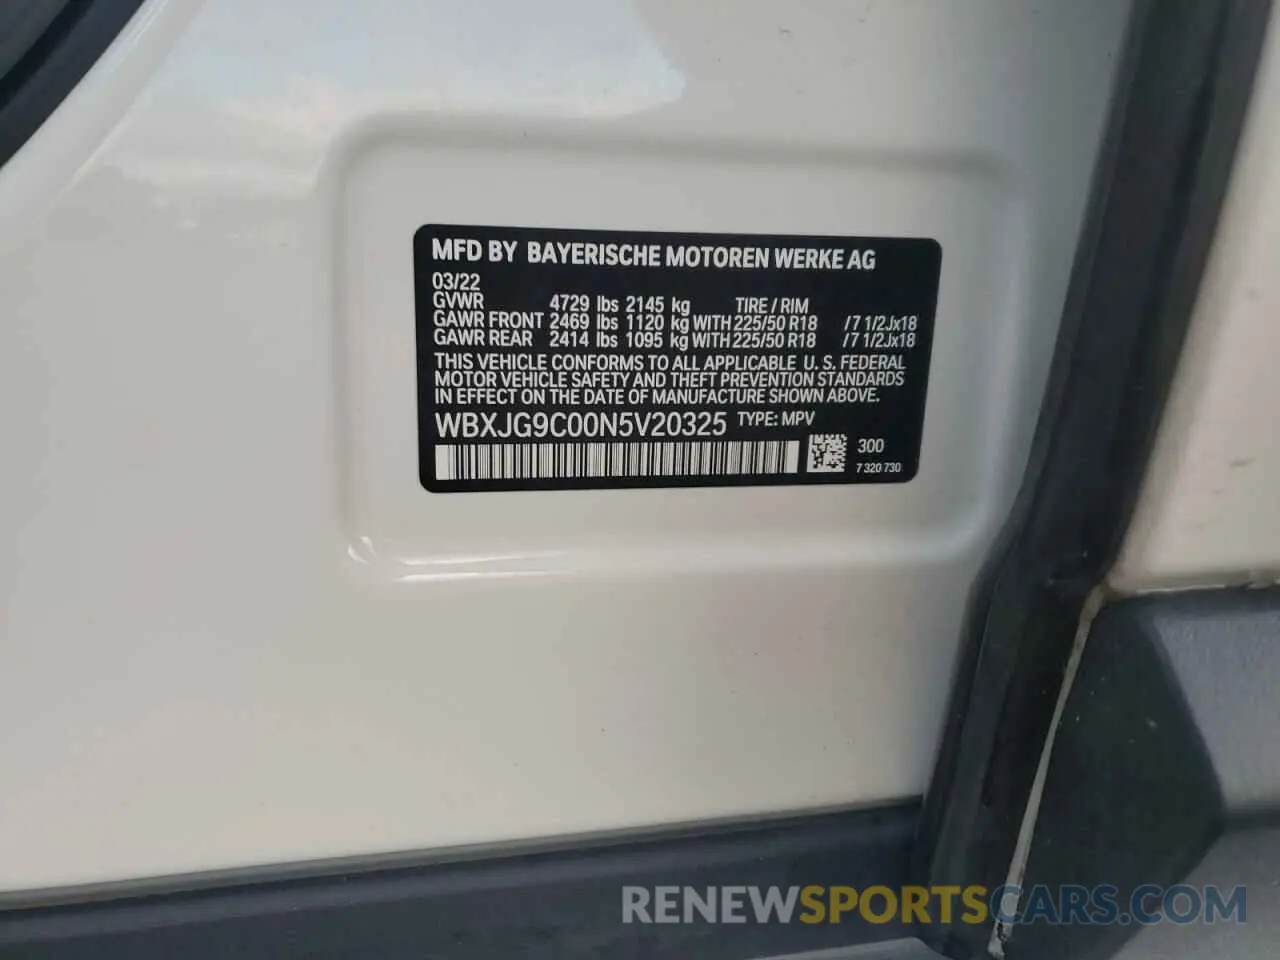 MFD BY BAYERISCHE MOTOREN WERKE AG
03/22
GVWR 4729 lbs 2145 kg TIRE / RIM
GAWR FRONT 2469 lbs 1120 kg WITH 225/50 R18 /7 1/2Jx18
GAWR REAR 2414 lbs 1095 kg WITH 225/50 R18 /7 1/2Jx18
THIS VEHICLE CONFORMS TO ALL APPLICABLE U. S. FEDERAL
MOTOR VEHICLE SAFETY AND THEFT PREVENTION STANDARDS
IN EFFECT ON THE DATE OF MANUFACTURE SHOWN ABOVE.
WBXJG9C00N5V20325 TYPE: MPV
300
7 320 730
RENEWSPORTSCARS.COM